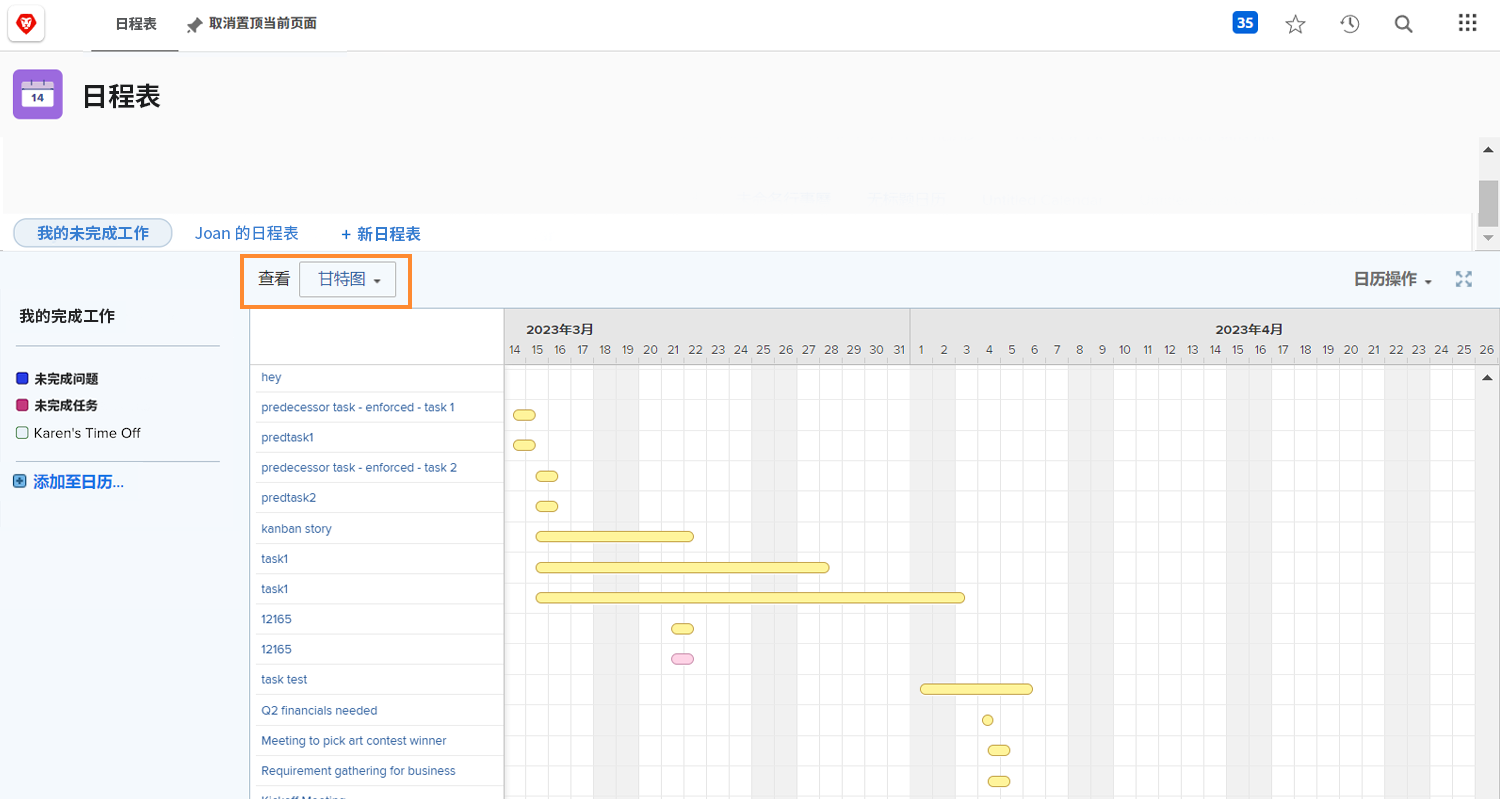 日程表
取消置顶当前页面
35
14
日程表
我的未完成工作
Joan 的日程表
+ 新日程表
查看
甘特图
日历操作
我的完成工作
未完成问题
未完成任务
Karen's Time Off
添加至日历...
2023年3月
2023年4月
14 15 16 17 18 19 20 21 22 23 24 25 26 27 28 29 30 31 1 2 3 4 5 6 7 8 9 10 11 12 13 14 15 16 17 18 19 20 21 22 23 24 25 26
hey
predecessor task - enforced - task 1
predtask1
predecessor task - enforced - task 2
predtask2
kanban story
task1
task1
12165
12165
task test
Q2 financials needed
Meeting to pick art contest winner
Requirement gathering for business
Kickoff Meeting